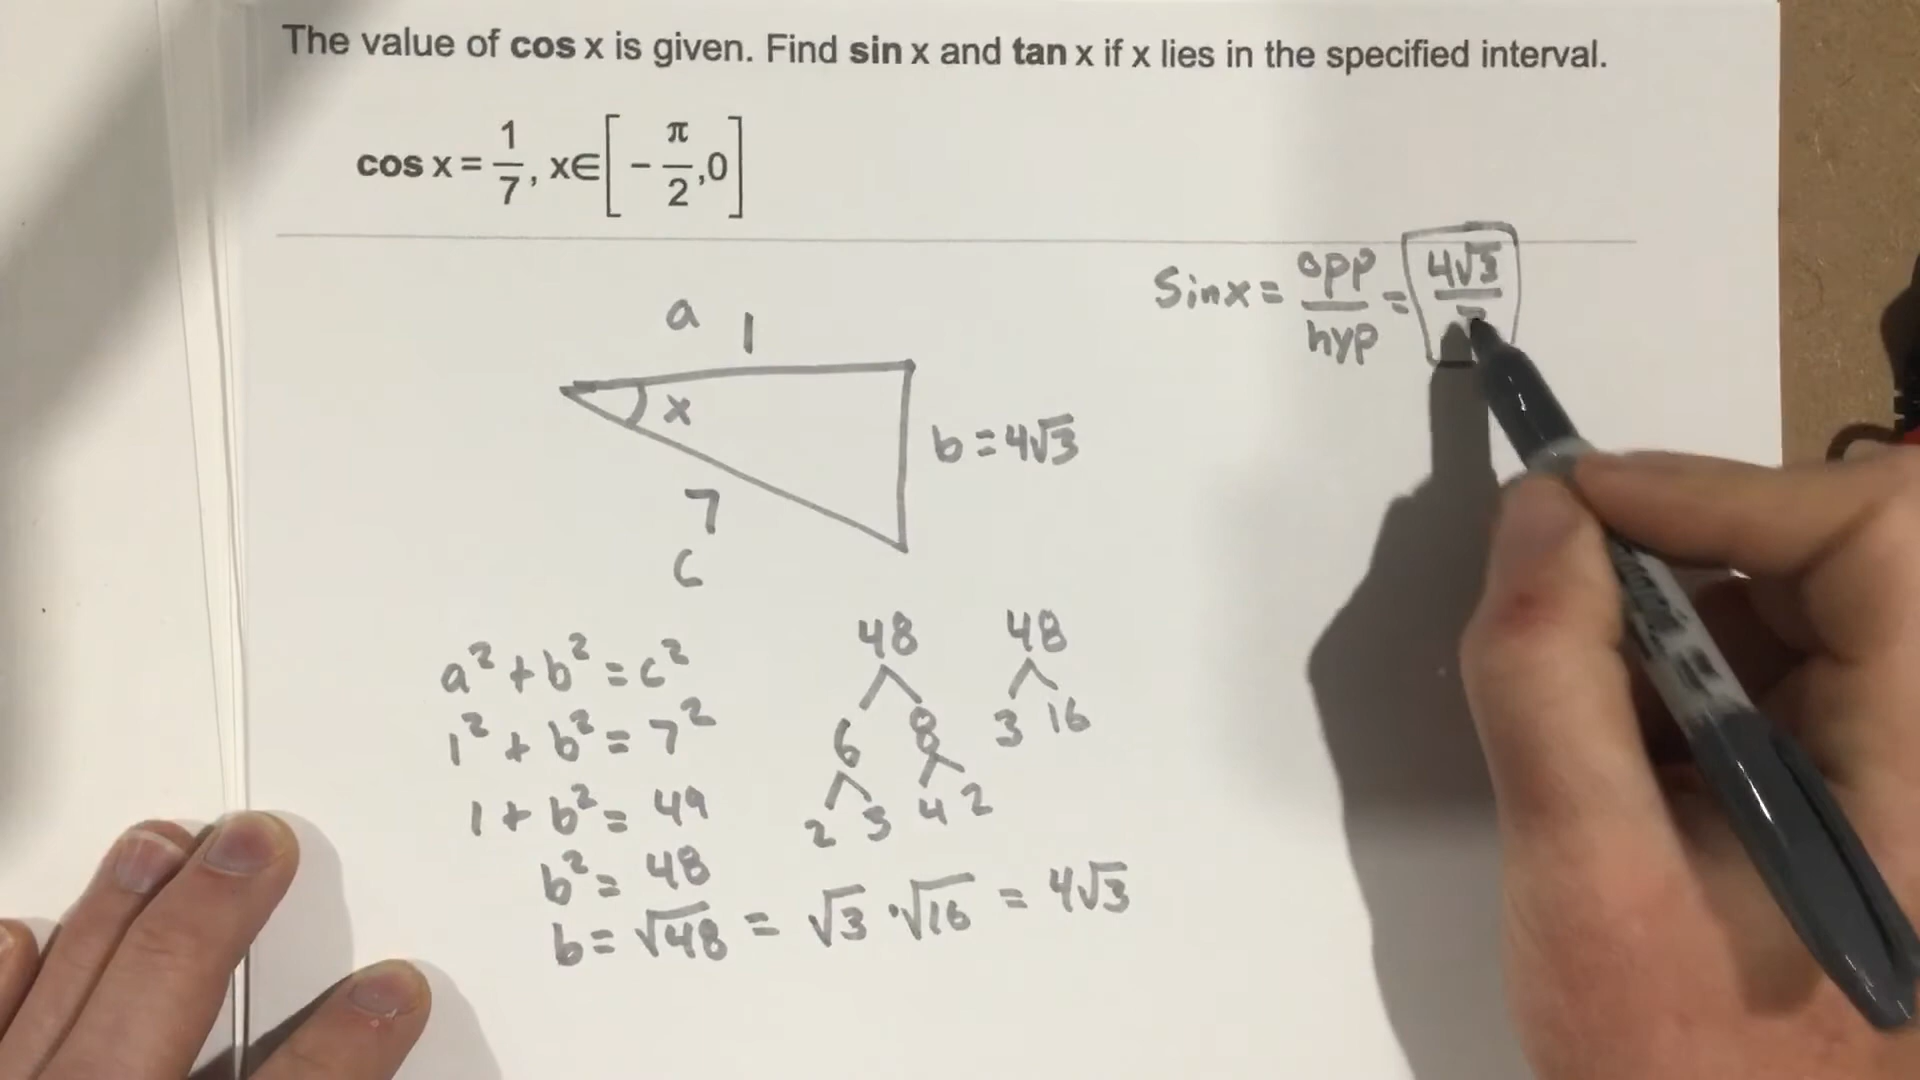 The value of cos x is given. Find sin x and tan x if x lies in the specified interval.
cos x = 1/7, x∈[-π/2,0]
Sinx = opp/hyp = 4√3
a 1
x
b = 4√3
7
c
a² + b² = c²
1² + b² = 7²
1 + b² = 49
b² = 48
b = √48 = √3 · √16 = 4√3
48
6 8
2 3 4 2
48
3 16